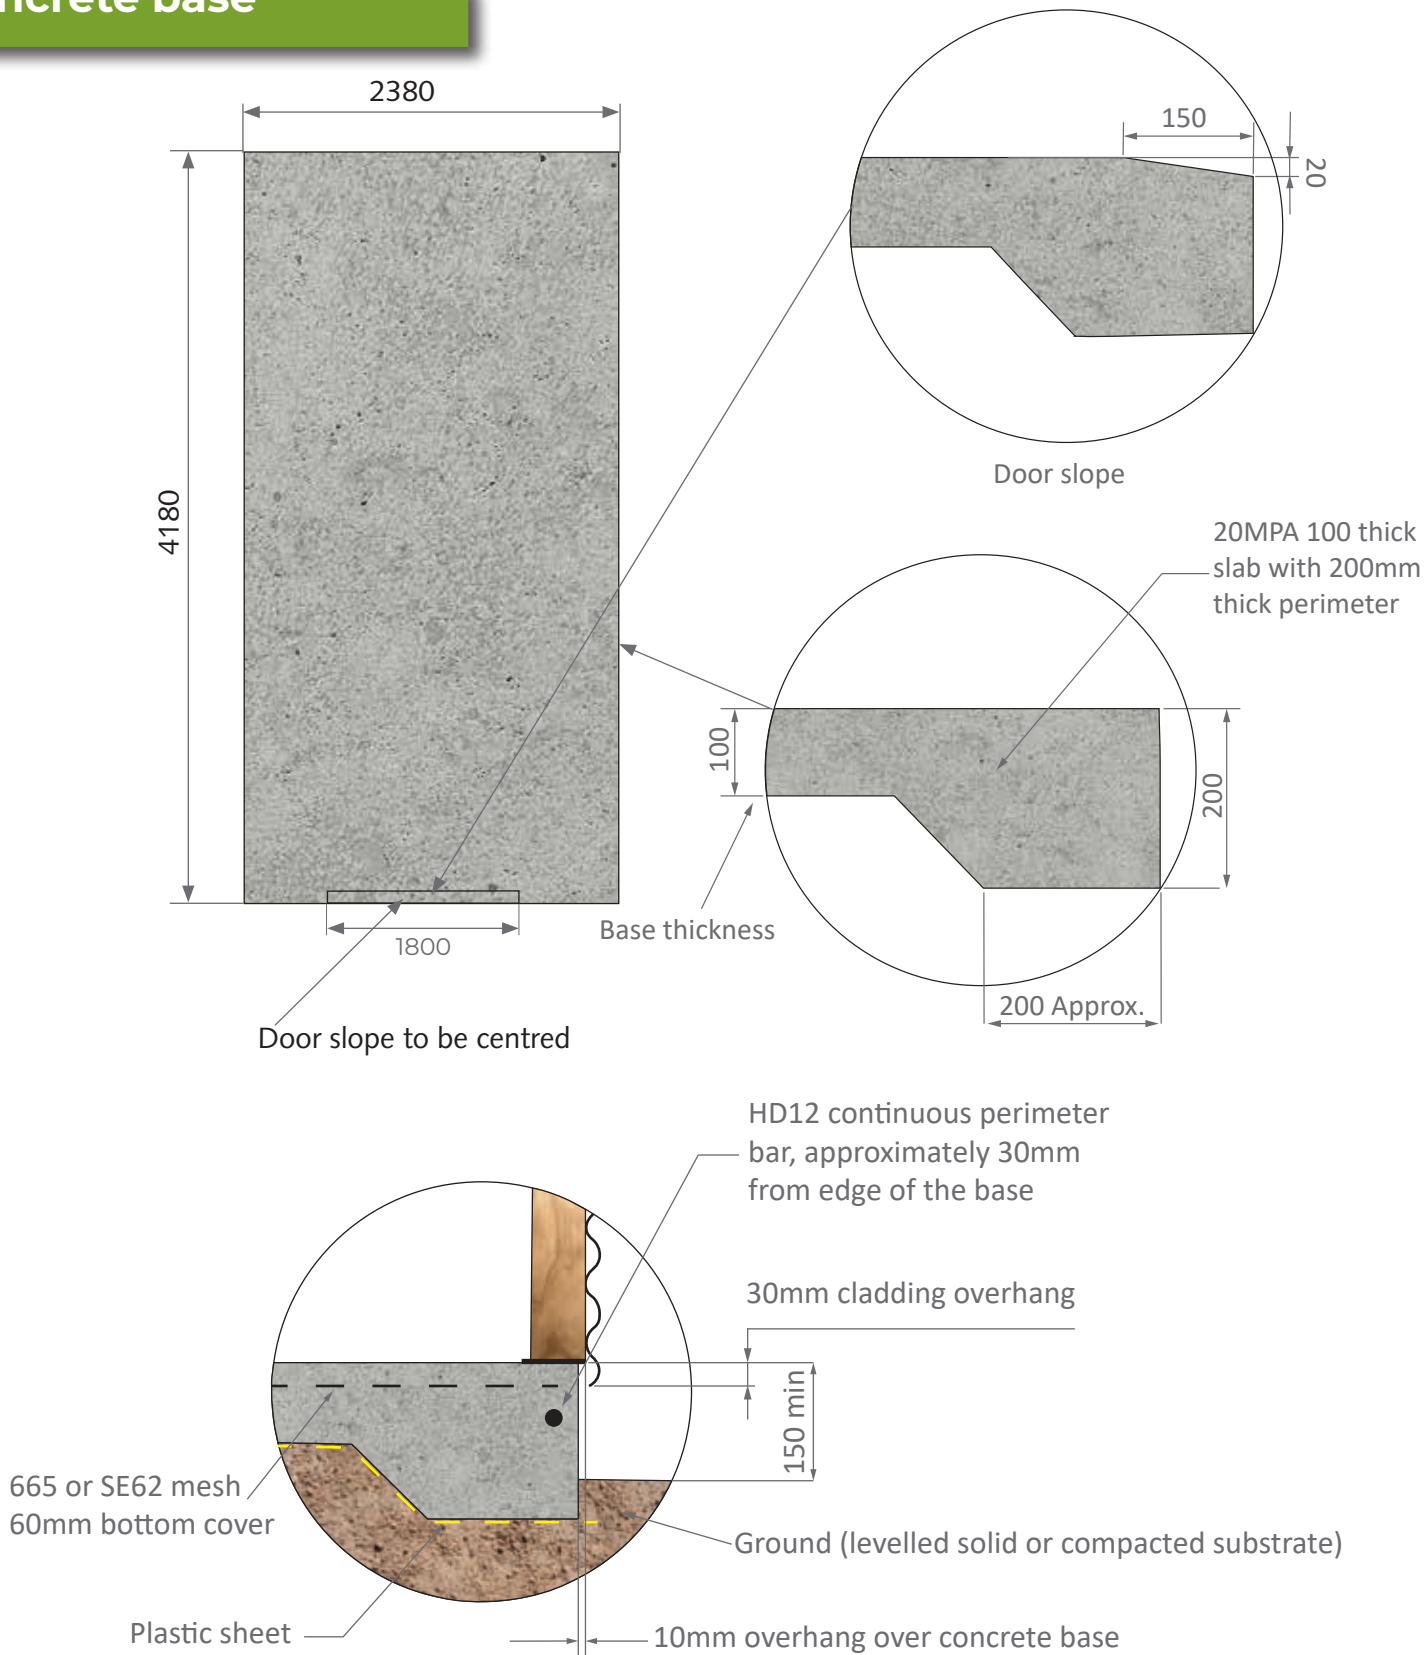 ncrete base
2380
150
20
4180
Door slope
20MPA 100 thick
slab with 200mm
thick perimeter
100
200
Base thickness
1800
200 Approx.
Door slope to be centred
HD12 continuous perimeter
bar, approximately 30mm
from edge of the base
30mm cladding overhang
150 min
665 or SE62 mesh
60mm bottom cover
Ground (levelled solid or compacted substrate)
Plastic sheet
10mm overhang over concrete base